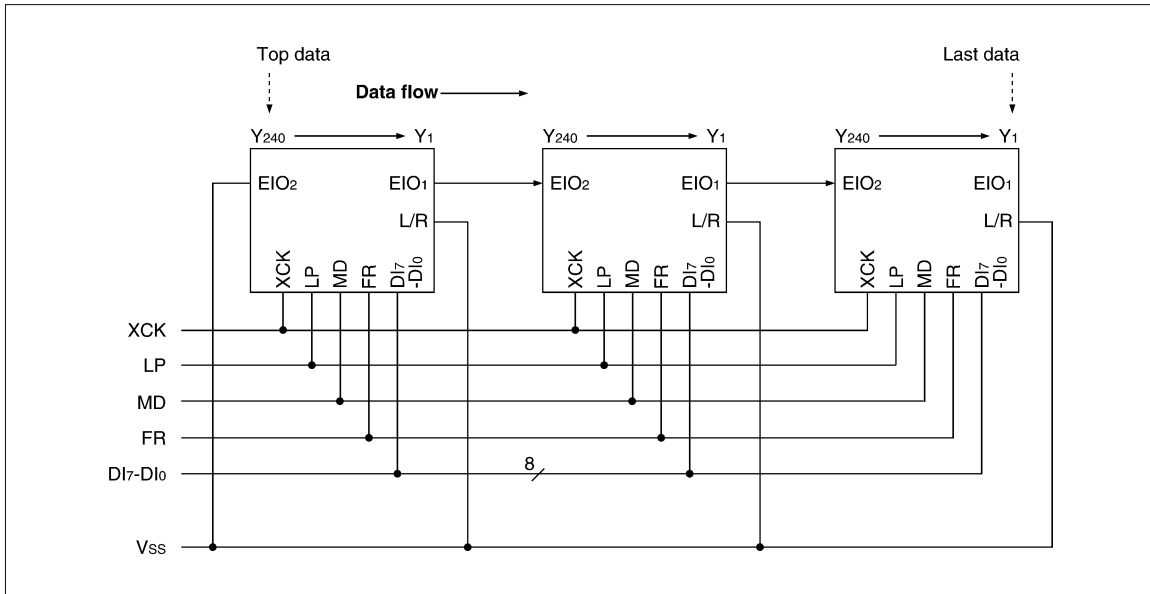 Top data
Last data
Data flow
Y240 Y1
Y240 Y1
Y240 Y1
EIO2 EIO1
EIO2 EIO1
EIO2 EIO1
L/R
L/R
L/R
XCK LP MD FR DI7 -DI0
XCK LP MD FR DI7 -DI0
XCK LP MD FR DI7 -DI0
XCK
LP
MD
FR
DI7-DI0
8
VSS